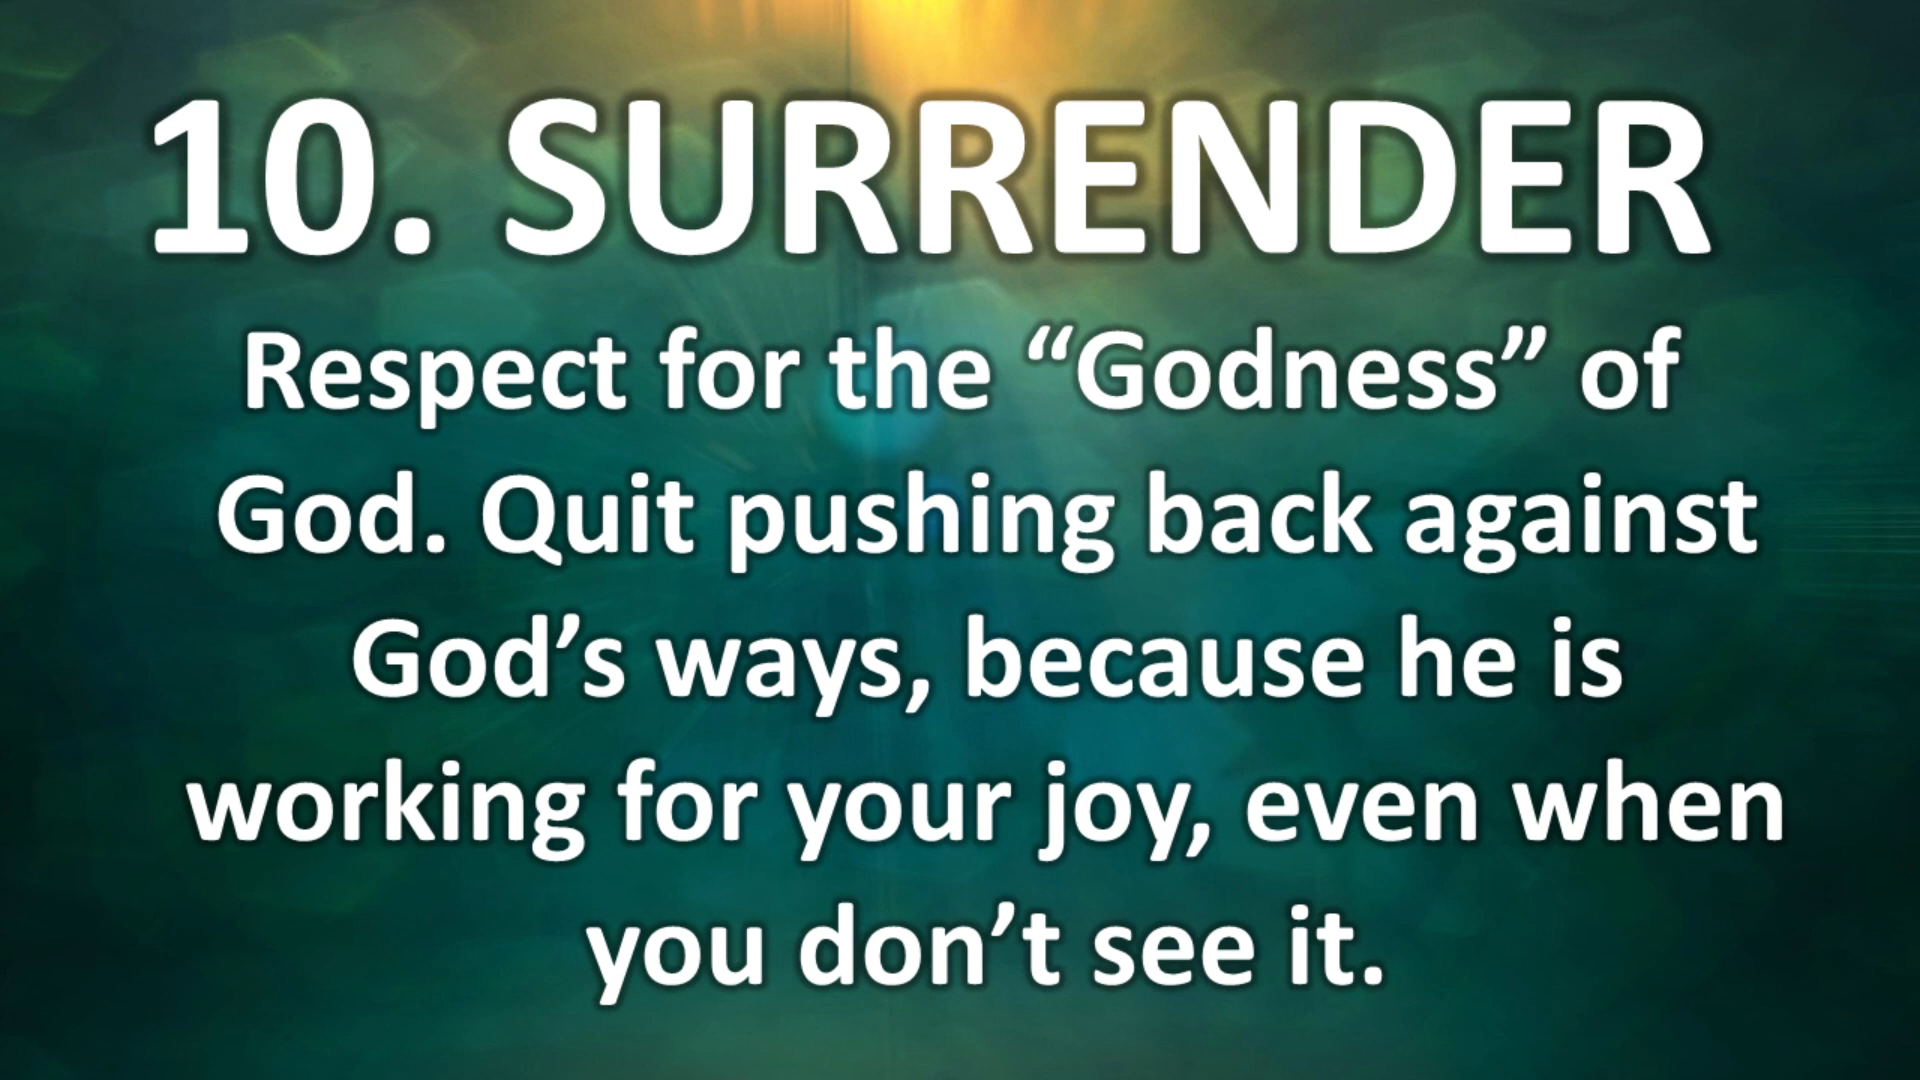 10. SURRENDER
Respect for the “Godness” of
God. Quit pushing back against
God’s ways, because he is
working for your joy, even when
you don’t see it.